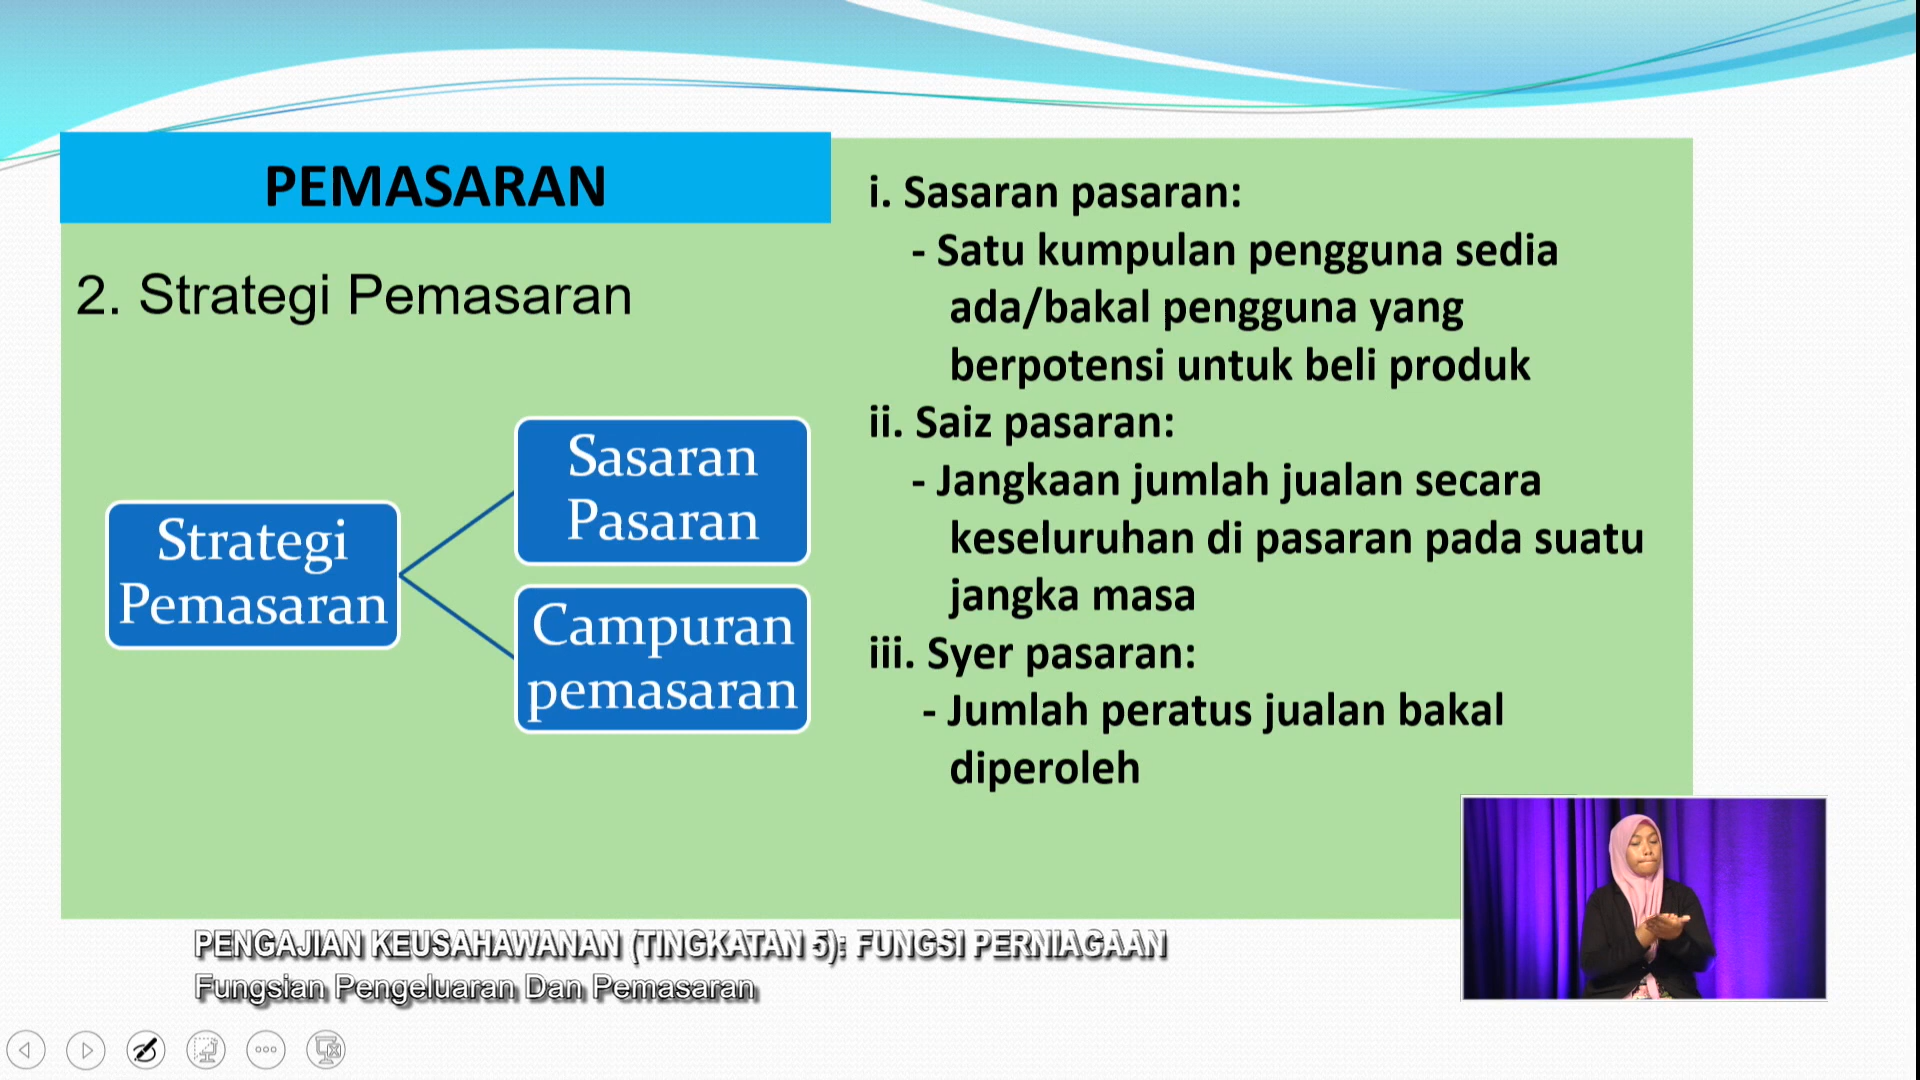 PEMASARAN
2. Strategi Pemasaran
Strategi
Pemasaran
Sasaran
Pasaran
Campuran
pemasaran
i. Sasaran pasaran:
- Satu kumpulan pengguna sedia
ada/bakal pengguna yang
berpotensi untuk beli produk
ii. Saiz pasaran:
- Jangkaan jumlah jualan secara
keseluruhan di pasaran pada suatu
jangka masa
iii. Syer pasaran:
- Jumlah peratus jualan bakal
diperoleh
PENGAJIAN KEUSAHAWANAN (TINGKATAN 5): FUNGSI PERNIAGAAN
Fungsian Pengeluaran Dan Pemasaran